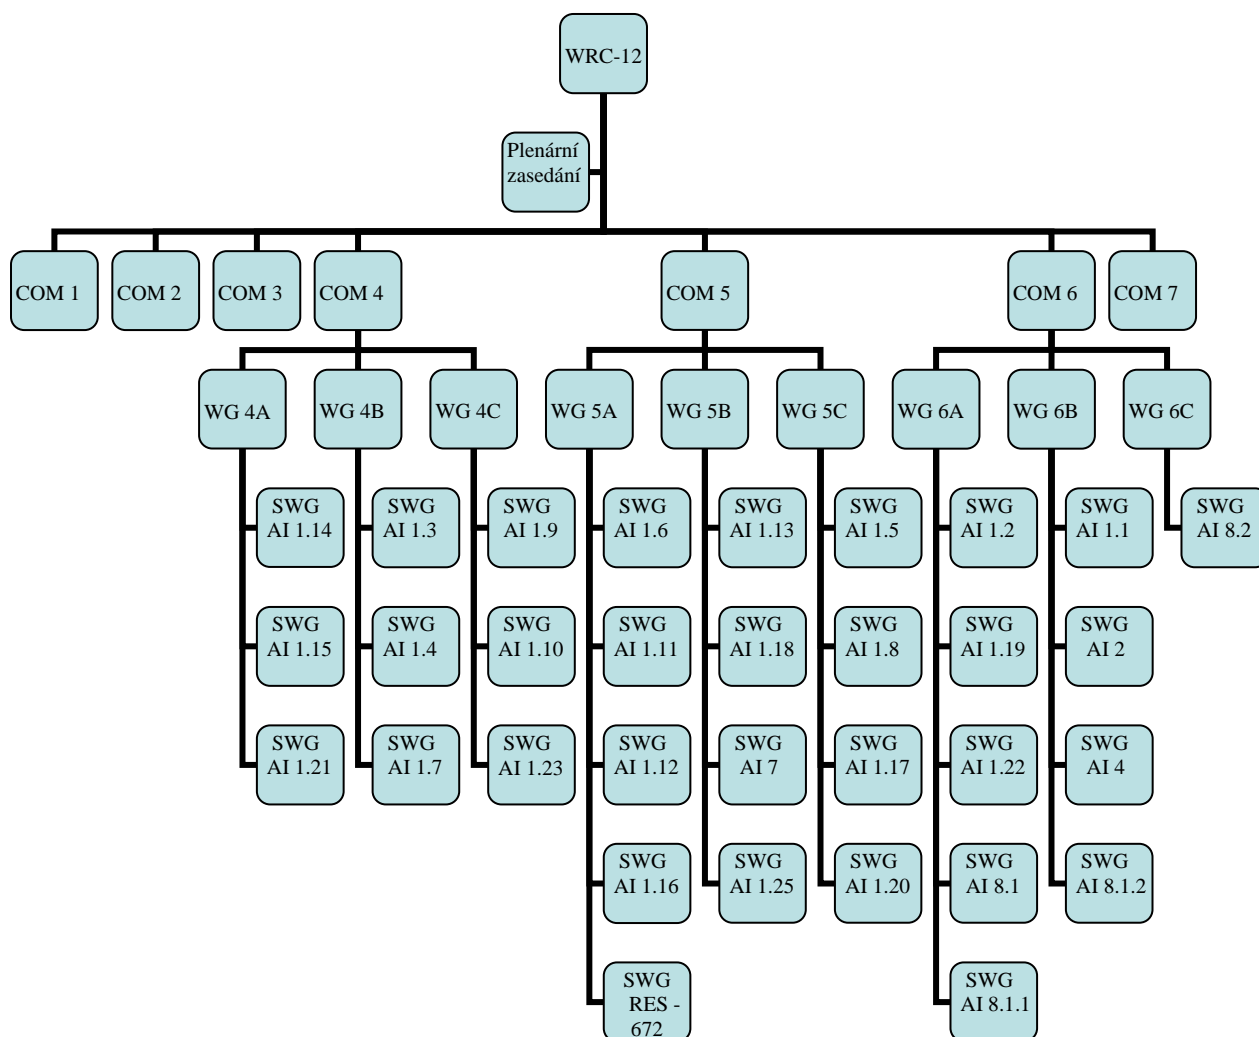 WRC-12
Plenární
zasedání
COM 1
COM 2
COM 3
COM 4
COM 5
COM 6
COM 7
WG 4A
WG 4B
WG 4C
WG 5A
WG 5B
WG 5C
WG 6A
WG 6B
WG 6C
SWG
AI 1.14
SWG
AI 1.3
SWG
AI 1.9
SWG
AI 1.6
SWG
AI 1.13
SWG
AI 1.5
SWG
AI 1.2
SWG
AI 1.1
SWG
AI 8.2
SWG
AI 1.15
SWG
AI 1.4
SWG
AI 1.10
SWG
AI 1.11
SWG
AI 1.18
SWG
AI 1.8
SWG
AI 1.19
SWG
AI 2
SWG
AI 1.21
SWG
AI 1.7
SWG
AI 1.23
SWG
AI 1.12
SWG
AI 7
SWG
AI 1.17
SWG
AI 1.22
SWG
AI 4
SWG
AI 1.16
SWG
AI 1.25
SWG
AI 1.20
SWG
AI 8.1
SWG
AI 8.1.2
SWG
RES -
672
SWG
AI 8.1.1